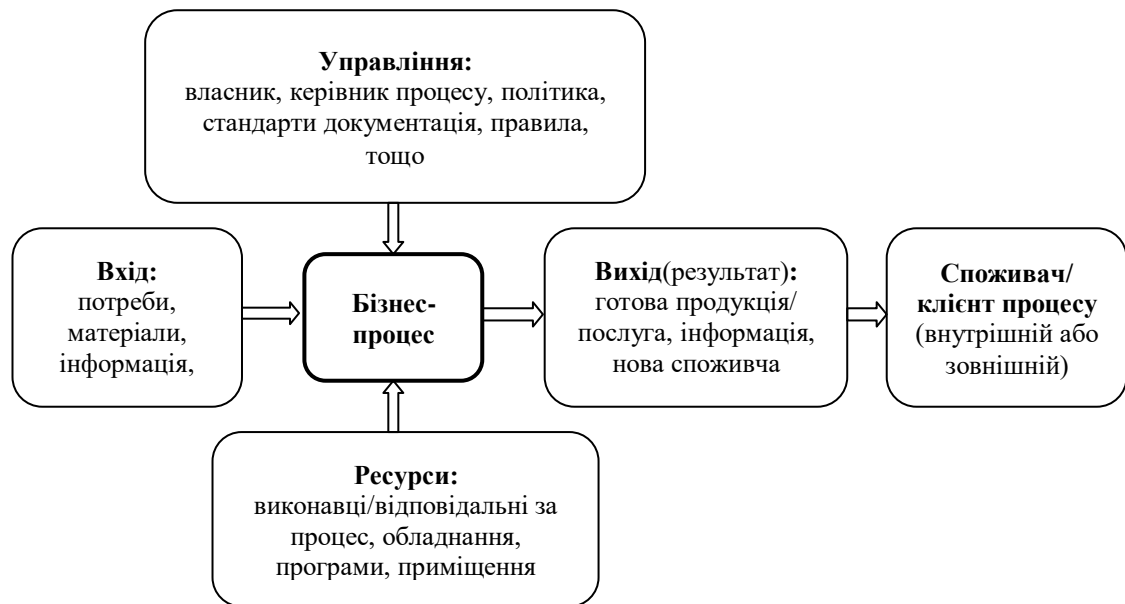 Управління:
власник, керівник процесу, політика,
стандарти документація, правила,
тощо
Вхід:
потреби,
матеріали,
інформація,
Бізнес-
процес
Вихід(результат):
готова продукція/
послуга, інформація,
нова споживча
Споживач/
клієнт процесу
(внутрішній або
зовнішній)
Ресурси:
виконавці/відповідальні за
процес, обладнання,
програми, приміщення